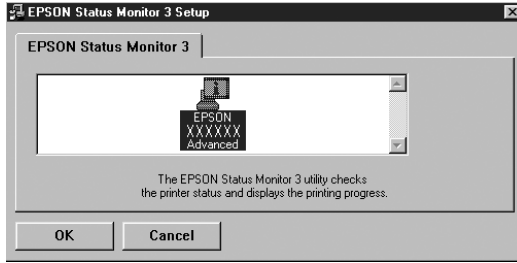 EPSON Status Monitor 3 Setup
EPSON Status Monitor 3
EPSON
XXXXXX
Advanced
The EPSON Status Monitor 3 utility checks
the printer status and displays the printing progress.
OK
Cancel